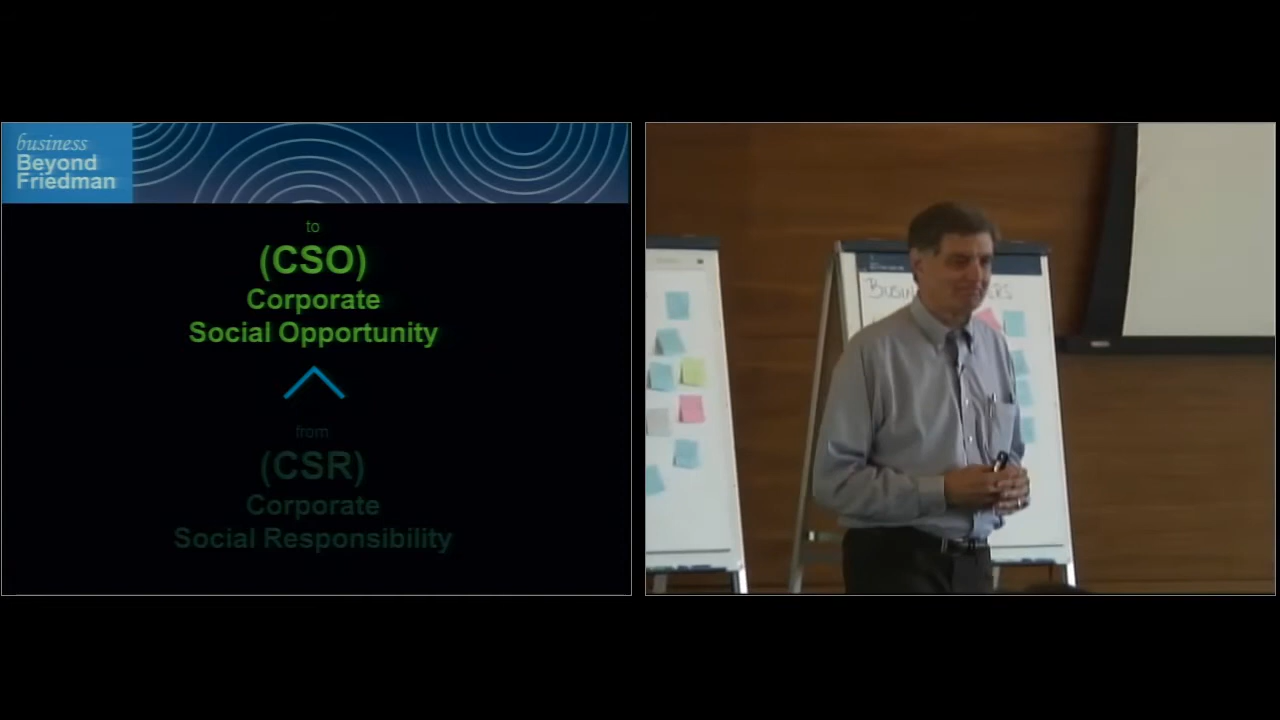 business
Beyond
Friedman
to
(CSO)
Corporate
Social Opportunity
from
(CSR)
Corporate
Social Responsibility